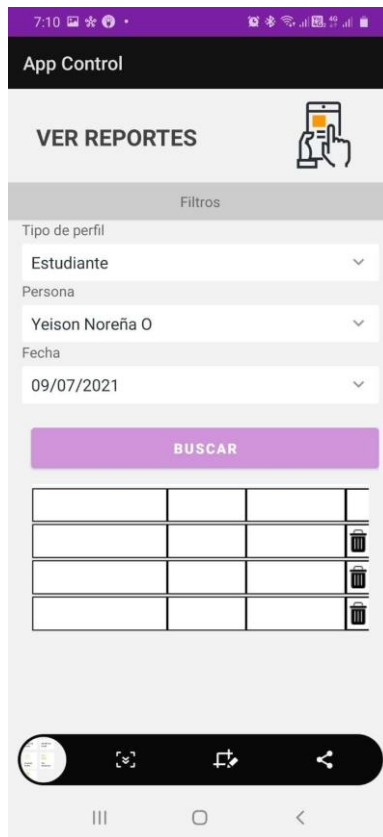 7:10
App Control
VER REPORTES
Filtros
Tipo de perfil
Estudiante
Persona
Yeison Noreña O
Fecha
09/07/2021
BUSCAR